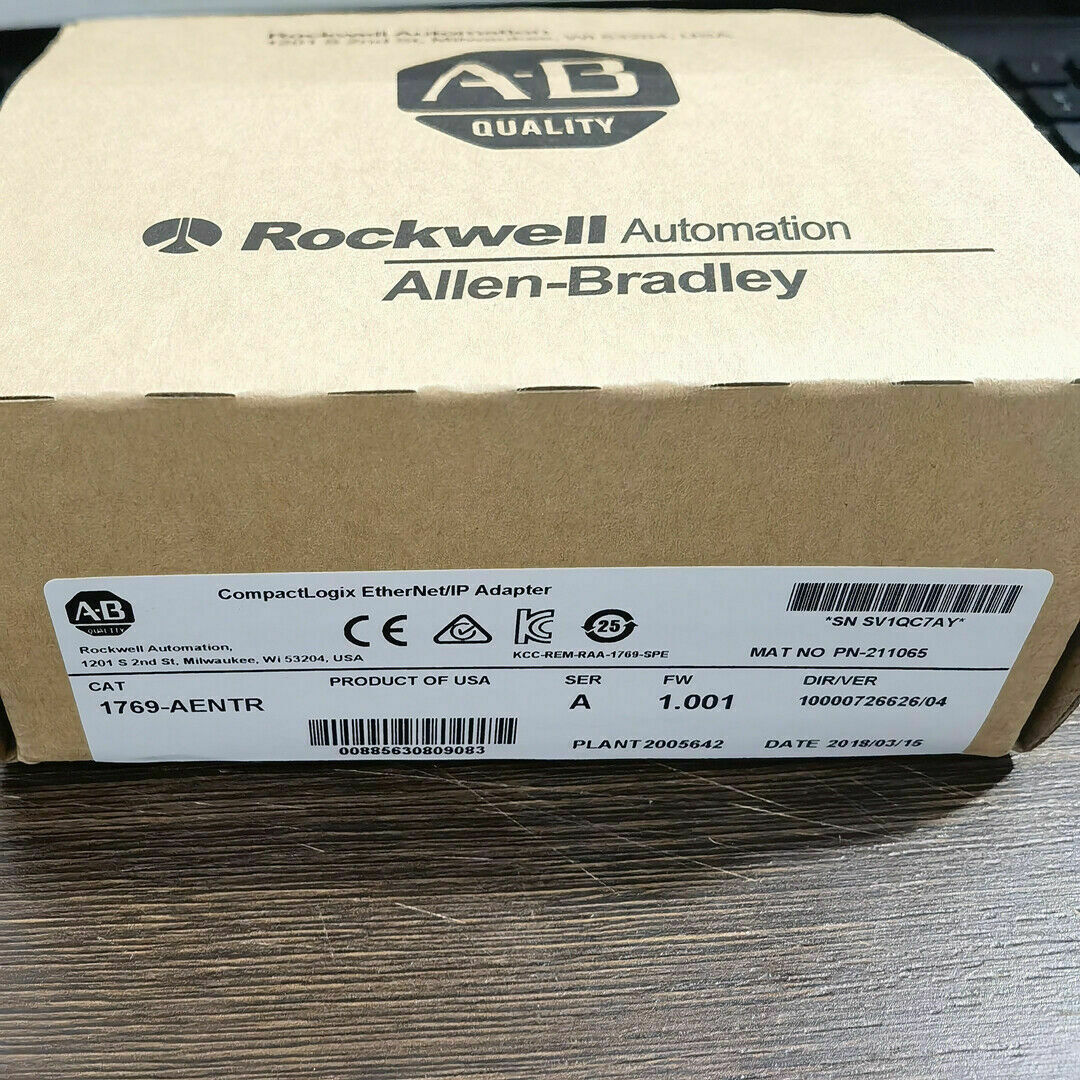 Rockwell Automation
1201 S 2nd St, Milwaukee, WI 53204, USA
A-B
QUALITY
Rockwell Automation
Allen-Bradley
A-B
QUALITY
CompactLogix EtherNet/IP Adapter
CE
KC
25
*SN SV1QC7AY*
Rockwell Automation,
1201 S 2nd St, Milwaukee, Wi 53204, USA
KCC-REM-RAA-1769-SPE
MAT NO PN-211065
CAT
PRODUCT OF USA
SER
FW
DIR/VER
1769-AENTR
A
1.001
10000726626/04
00885630809083
PLANT 2005642
DATE 2018/03/15